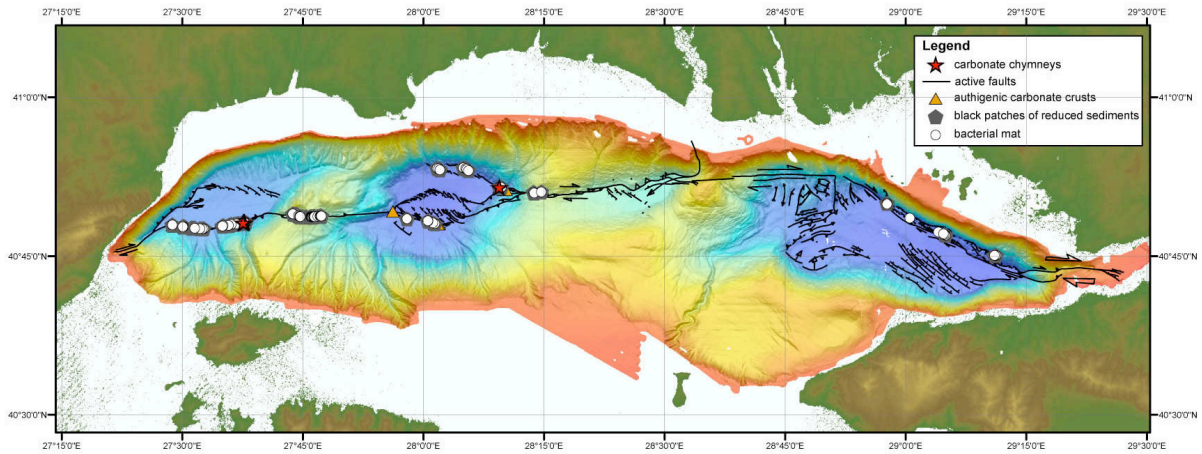 27°15'0"E 27°30'0"E 27°45'0"E 28°0'0"E 28°15'0"E 28°30'0"E 28°45'0"E 29°0'0"E 29°15'0"E 29°30'0"E
Legend
carbonate chymneys
active faults
authigenic carbonate crusts
black patches of reduced sediments
bacterial mat
41°0'0"N 41°0'0"N
40°45'0"N 40°45'0"N
40°30'0"N 40°30'0"N
27°15'0"E 27°30'0"E 27°45'0"E 28°0'0"E 28°15'0"E 28°30'0"E 28°45'0"E 29°0'0"E 29°15'0"E 29°30'0"E